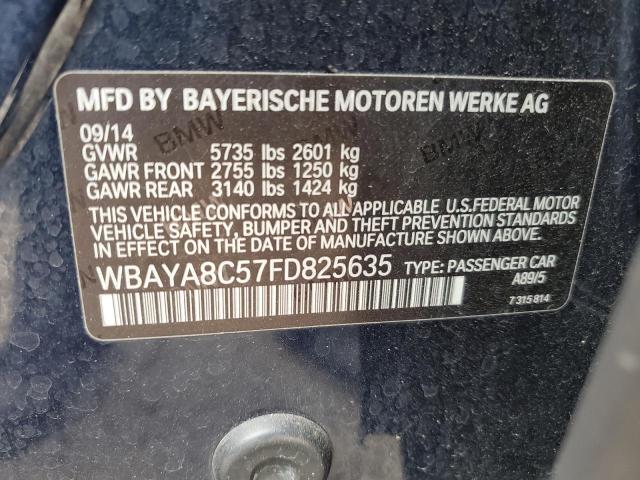 MFD BY BAYERISCHE MOTOREN WERKE AG
09/14
GVWR 5735 lbs 2601 kg
GAWR FRONT 2755 lbs 1250 kg
GAWR REAR 3140 lbs 1424 kg
THIS VEHICLE CONFORMS TO ALL APPLICABLE U.S. FEDERAL MOTOR
VEHICLE SAFETY, BUMPER AND THEFT PREVENTION STANDARDS
IN EFFECT ON THE DATE OF MANUFACTURE SHOWN ABOVE.
WBAYA8C57FD825635 TYPE: PASSENGER CAR
A89/5
7 315 814
BMW
BMW
BMW